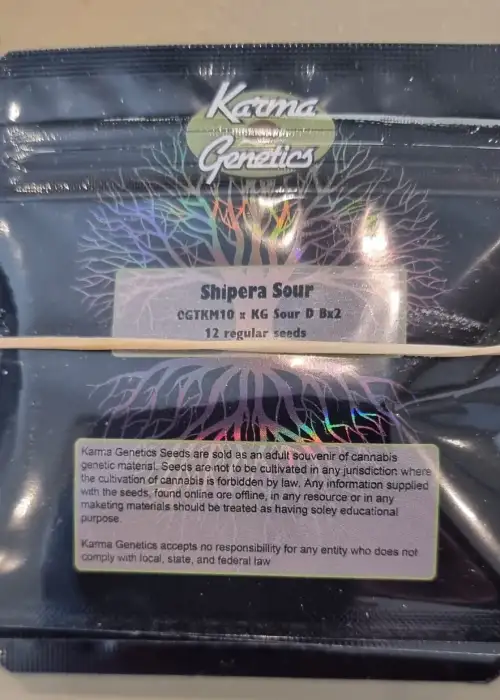 Karma
Genetics
Shipera Sour
OGTKM10 x KG Sour D Bx2
12 regular seeds
Karma Genetics Seeds are sold as an adult souvenir of cannabis
genetic material. Seeds are not to be cultivated in any jurisdiction where
the cultivation of cannabis is forbidden by law. Any information supplied
with the seeds, found online ore offline, in any resource or in any
maketing materials should be treated as having soley educational
purpose.
Karma Genetics accepts no responsibility for any entity who does not
comply with local, state, and federal law